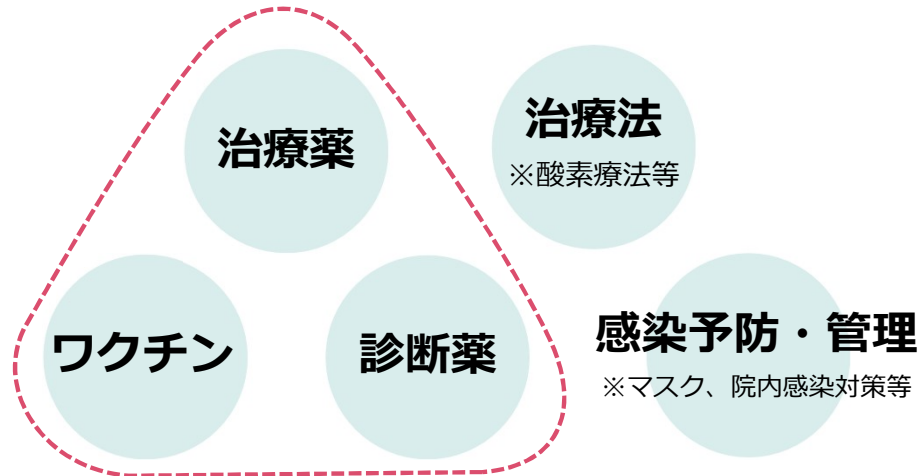 治療薬
治療法
※酸素療法等
ワクチン
診断薬
感染予防・管理
※マスク、院内感染対策等